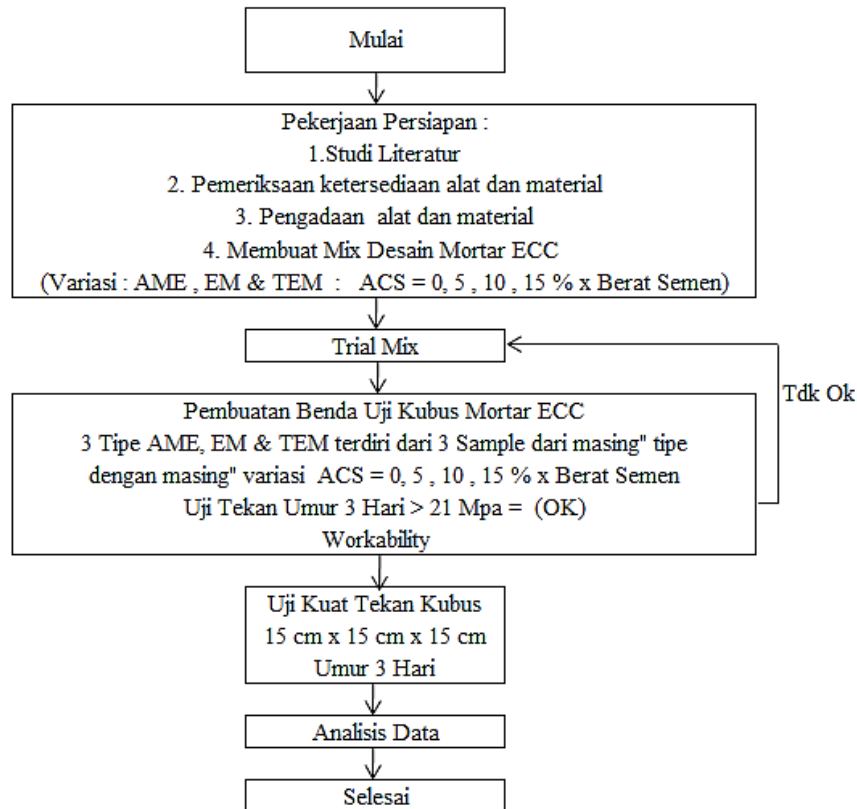 Mulai
Pekerjaan Persiapan :
1.Studi Literatur
2. Pemeriksaan ketersediaan alat dan material
3. Pengadaan alat dan material
4. Membuat Mix Desain Mortar ECC
(Variasi : AME , EM & TEM : ACS = 0, 5 , 10 , 15 % x Berat Semen)
Trial Mix
Tdk Ok
Pembuatan Benda Uji Kubus Mortar ECC
3 Tipe AME, EM & TEM terdiri dari 3 Sample dari masing" tipe
dengan masing" variasi ACS = 0, 5 , 10 , 15 % x Berat Semen
Uji Tekan Umur 3 Hari > 21 Mpa = (OK)
Workability
Uji Kuat Tekan Kubus
15 cm x 15 cm x 15 cm
Umur 3 Hari
Analisis Data
Selesai